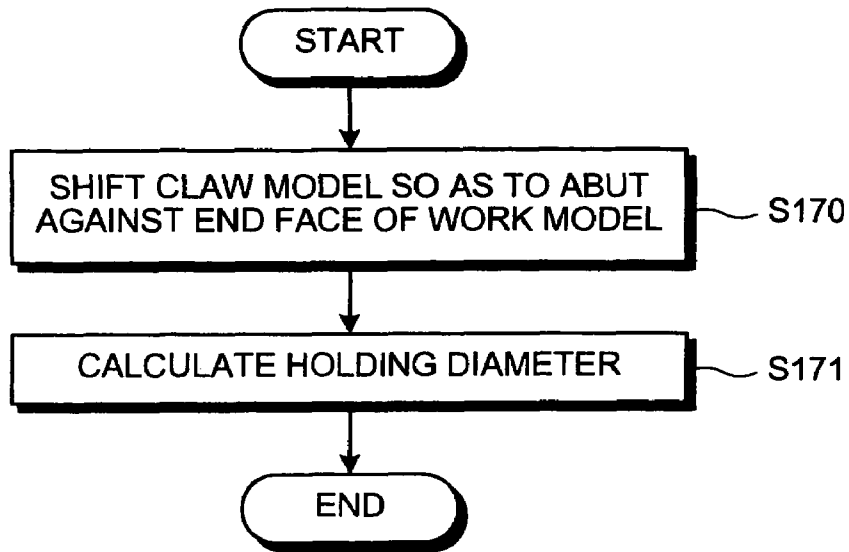 START
SHIFT CLAW MODEL SO AS TO ABUT
AGAINST END FACE OF WORK MODEL
S170
CALCULATE HOLDING DIAMETER
S171
END